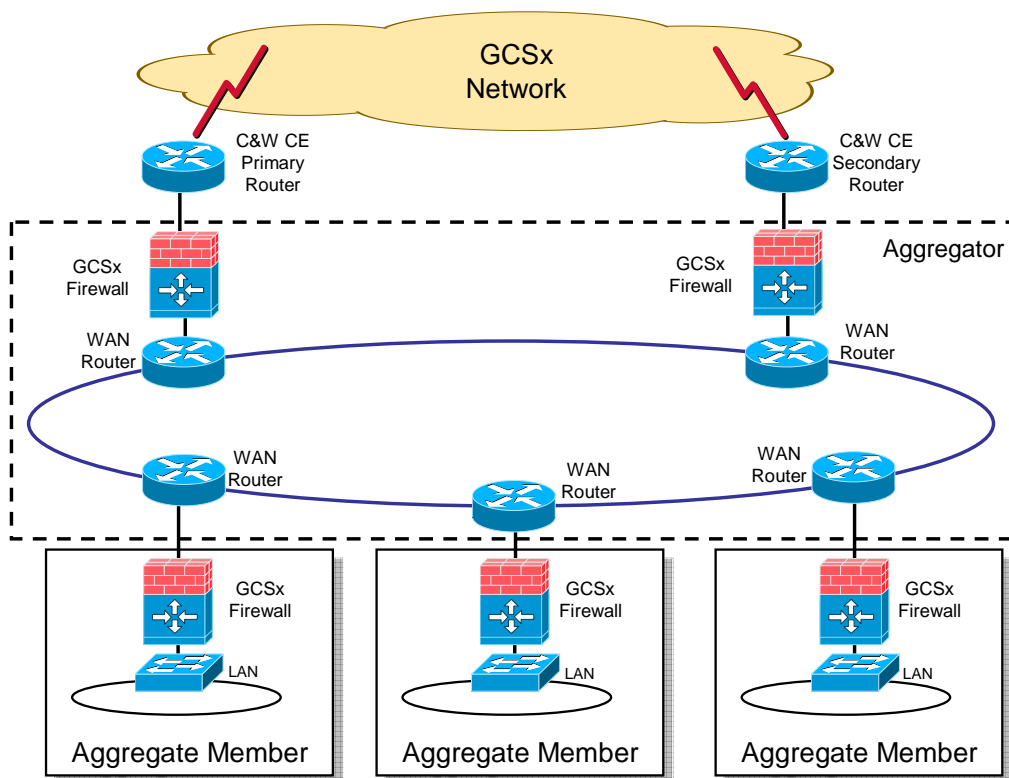 GCSx
Network
C&W CE
Primary
Router
C&W CE
Secondary
Router
Aggregator
GCSx
Firewall
GCSx
Firewall
WAN
Router
WAN
Router
WAN
Router
WAN
Router
WAN
Router
GCSx
Firewall
LAN
Aggregate Member
GCSx
Firewall
LAN
Aggregate Member
GCSx
Firewall
LAN
Aggregate Member